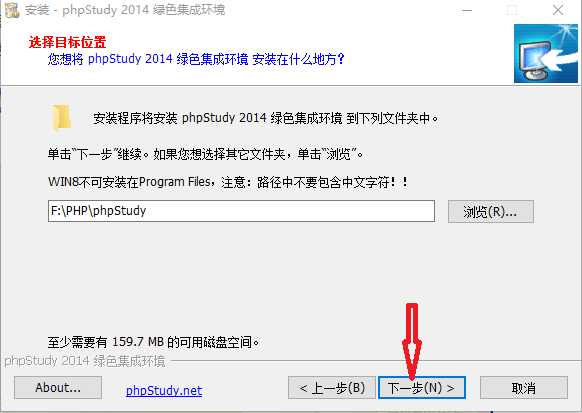 安装 - phpStudy 2014 绿色集成环境
选择目标位置
您想将 phpStudy 2014 绿色集成环境 安装在什么地方？
安装程序将安装 phpStudy 2014 绿色集成环境 到下列文件夹中。
单击“下一步”继续。如果您想选择其它文件夹，单击“浏览”。
WIN8不可安装在Program Files，注意：路径中不要包含中文字符！！
F:\PHP\phpStudy
浏览(R)...
至少需要有 159.7 MB 的可用磁盘空间。
phpStudy 2014 绿色集成环境
About...
phpStudy.net
< 上一步(B)
下一步(N) >
取消